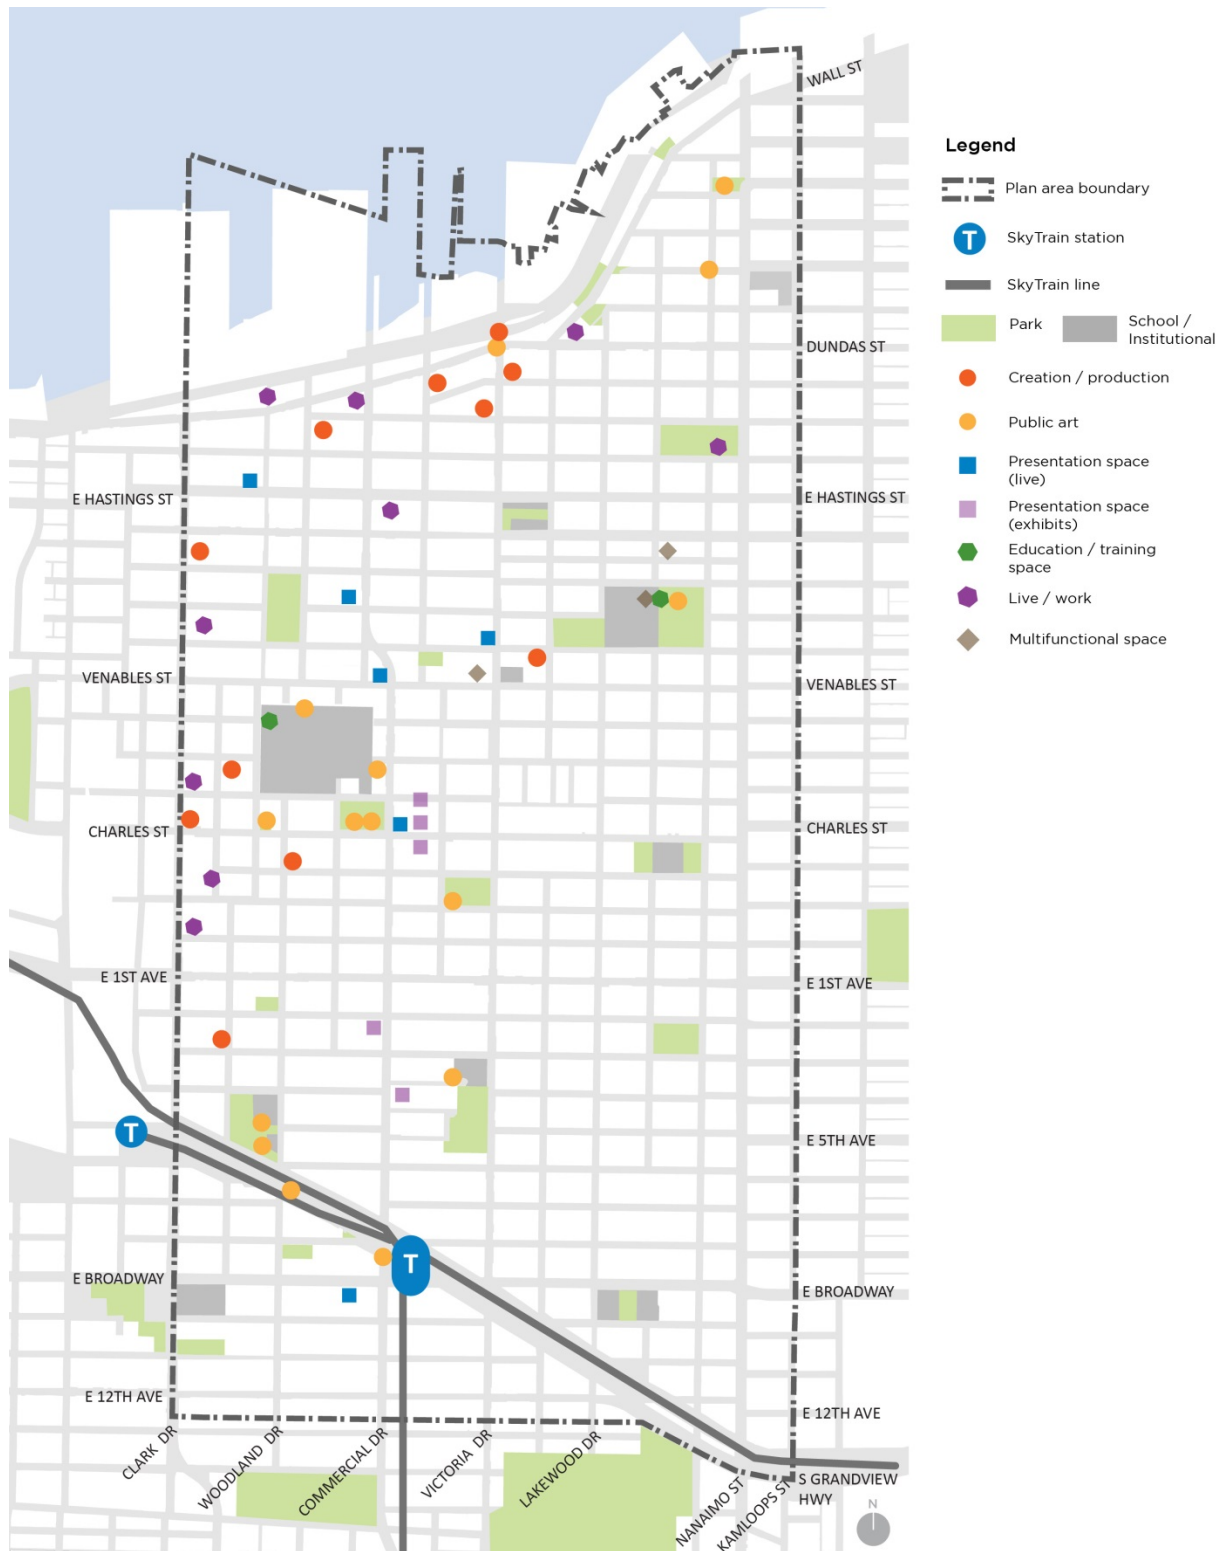 WALL ST
DUNDAS ST
E HASTINGS ST
E HASTINGS ST
VENABLES ST
VENABLES ST
CHARLES ST
CHARLES ST
E 1ST AVE
E 1ST AVE
T
E 5TH AVE
T
E BROADWAY
E BROADWAY
E 12TH AVE
E 12TH AVE
CLARK DR
WOODLAND DR
COMMERCIAL DR
VICTORIA DR
LAKEWOOD DR
NANAIMO ST
KAMLOOPS ST
S GRANDVIEW
HWY
N
Legend
Plan area boundary
T
SkyTrain station
SkyTrain line
Park
School /
Institutional
Creation / production
Public art
Presentation space
(live)
Presentation space
(exhibits)
Education / training
space
Live / work
Multifunctional space